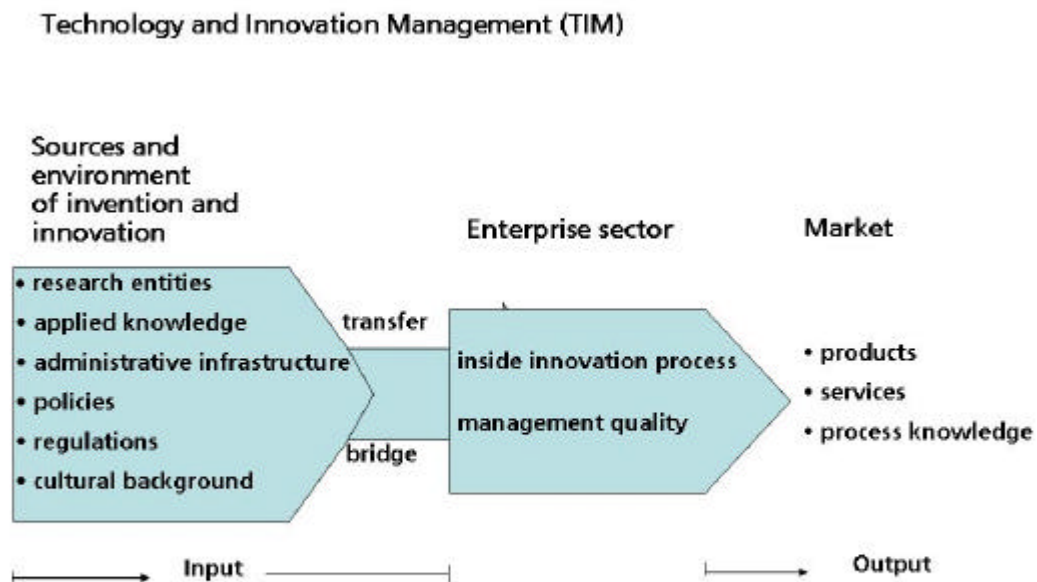 Technology and Innovation Management (TIM)
Sources and
environment
of invention and
innovation
• research entities
• applied knowledge
• administrative infrastructure
• policies
• regulations
• cultural background
transfer
bridge
Enterprise sector
inside innovation process
management quality
Market
• products
• services
• process knowledge
Input
Output